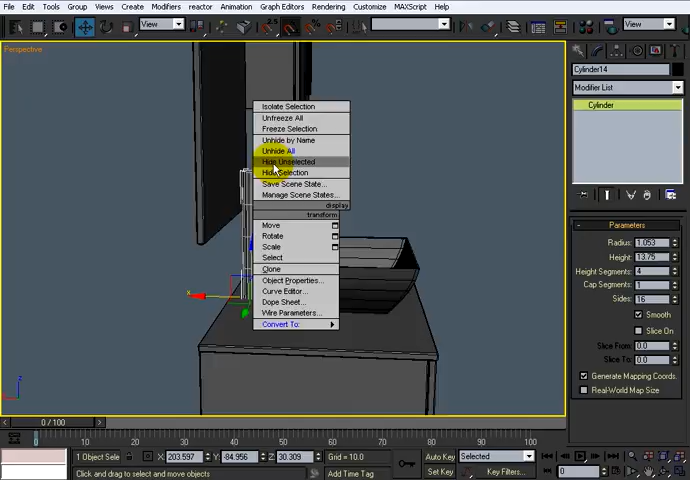 File Edit Tools Group Views Create Modifiers reactor Animation Graph Editors Rendering Customize MAXScript Help
View
2.5
View
Perspective
Cylinder14
Modifier List
Cylinder
Isolate Selection
Unfreeze All
Freeze Selection
Unhide by Name
Unhide All
Hide Unselected
Hide Selection
Save Scene State...
Manage Scene States...
display
transform
Move
Rotate
Scale
Select
Clone
Object Properties...
Curve Editor...
Dope Sheet...
Wire Parameters...
Convert To:
x
z
x
- Parameters
Radius: 1.053
Height: 13.75
Height Segments: 4
Cap Segments: 1
Sides: 16
Smooth
Slice On
Slice From: 0.0
Slice To: 0.0
Generate Mapping Coords.
Real-World Map Size
0 / 100
0 10 20 30 40 50 60 70 80 90 100
1 Object Sele X: 203.597 Y: -84.956 Z: 30.309 Grid = 10.0 Auto Key Selected
Click and drag to select and move objects Add Time Tag Set Key Key Filters... 0